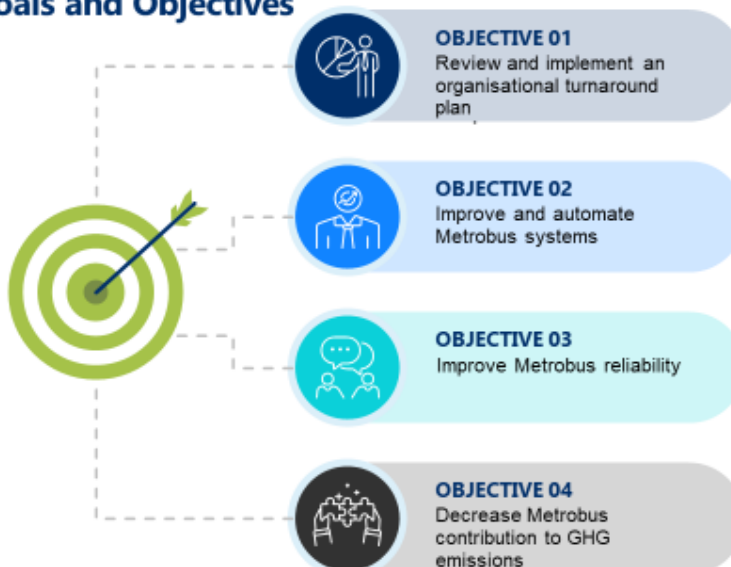 oals and Objectives
OBJECTIVE 01
Review and implement an
organisational turnaround
plan
OBJECTIVE 02
Improve and automate
Metrobus systems
OBJECTIVE 03
Improve Metrobus reliability
OBJECTIVE 04
Decrease Metrobus
contribution to GHG
emissions